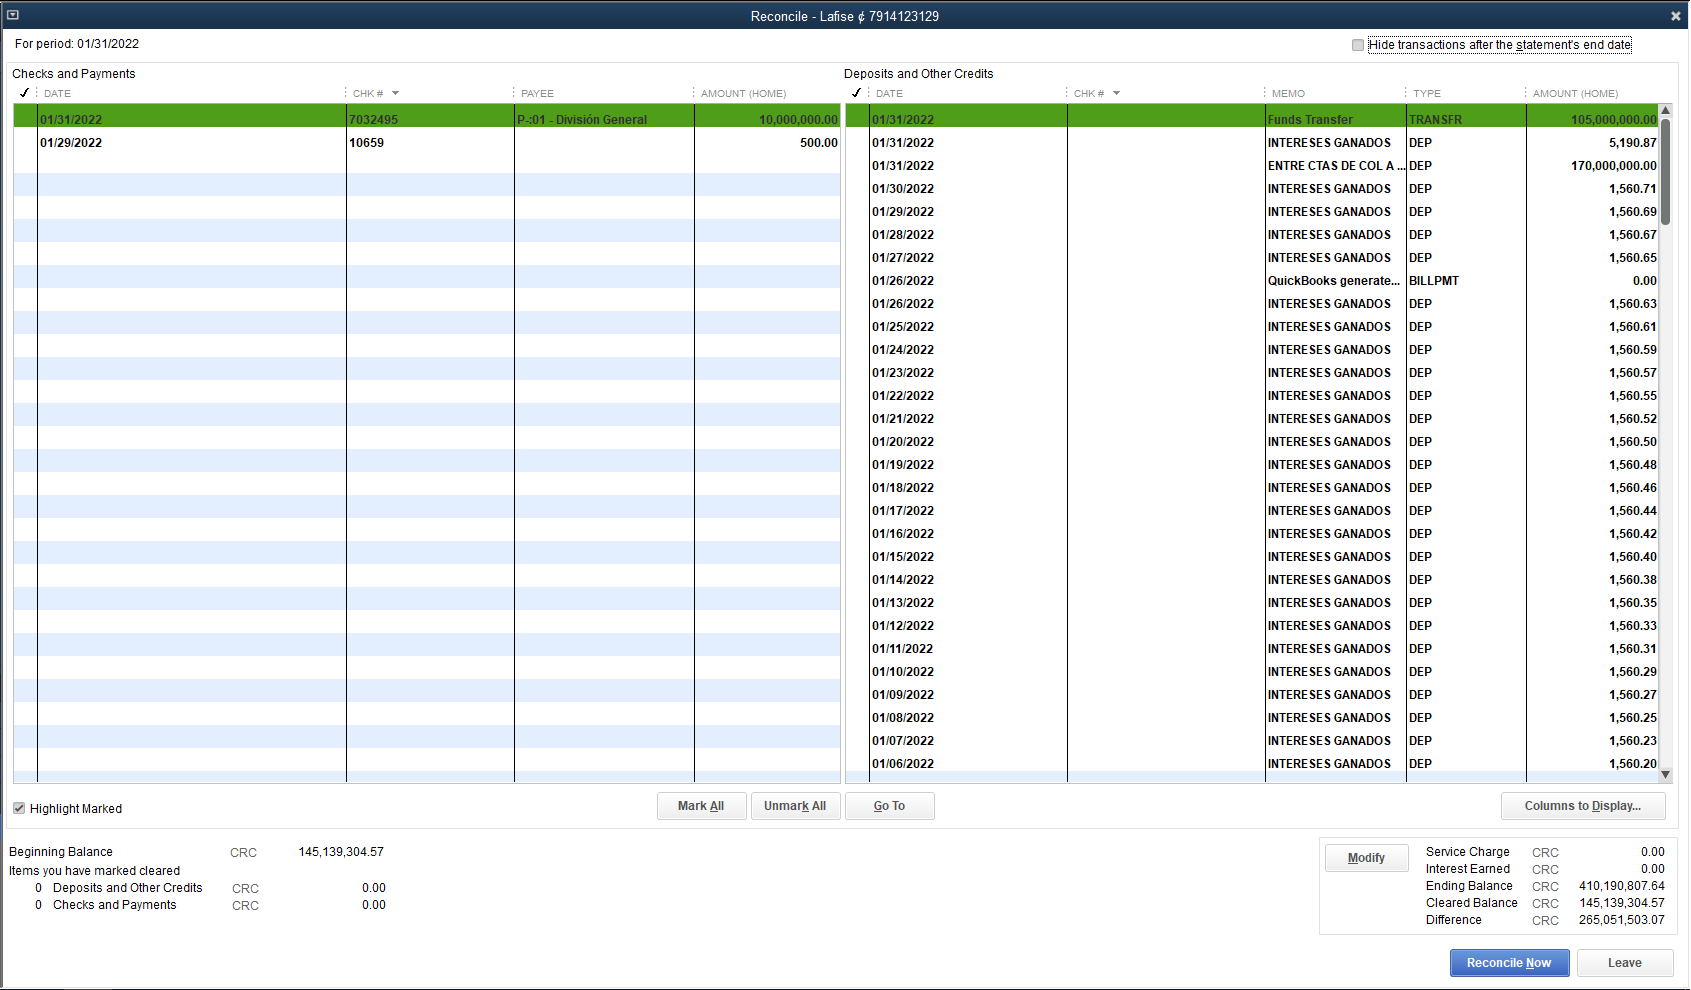 Reconcile - Lafise ¢ 7914123129
For period: 01/31/2022
Hide transactions after the statement's end date
Checks and Payments
DATE CHK # PAYEE AMOUNT (HOME)
01/31/2022 7032495 P-:01 - División General 10,000,000.00
01/29/2022 10659 500.00
Deposits and Other Credits
DATE CHK # MEMO TYPE AMOUNT (HOME)
01/31/2022 Funds Transfer TRANSFR 105,000,000.00
01/31/2022 INTERESES GANADOS DEP 5,190.87
01/31/2022 ENTRE CTAS DE COL A ... DEP 170,000,000.00
01/30/2022 INTERESES GANADOS DEP 1,560.71
01/29/2022 INTERESES GANADOS DEP 1,560.69
01/28/2022 INTERESES GANADOS DEP 1,560.67
01/27/2022 INTERESES GANADOS DEP 1,560.65
01/26/2022 QuickBooks generate... BILLPMT 0.00
01/26/2022 INTERESES GANADOS DEP 1,560.63
01/25/2022 INTERESES GANADOS DEP 1,560.61
01/24/2022 INTERESES GANADOS DEP 1,560.59
01/23/2022 INTERESES GANADOS DEP 1,560.57
01/22/2022 INTERESES GANADOS DEP 1,560.55
01/21/2022 INTERESES GANADOS DEP 1,560.52
01/20/2022 INTERESES GANADOS DEP 1,560.50
01/19/2022 INTERESES GANADOS DEP 1,560.48
01/18/2022 INTERESES GANADOS DEP 1,560.46
01/17/2022 INTERESES GANADOS DEP 1,560.44
01/16/2022 INTERESES GANADOS DEP 1,560.42
01/15/2022 INTERESES GANADOS DEP 1,560.40
01/14/2022 INTERESES GANADOS DEP 1,560.38
01/13/2022 INTERESES GANADOS DEP 1,560.35
01/12/2022 INTERESES GANADOS DEP 1,560.33
01/11/2022 INTERESES GANADOS DEP 1,560.31
01/10/2022 INTERESES GANADOS DEP 1,560.29
01/09/2022 INTERESES GANADOS DEP 1,560.27
01/08/2022 INTERESES GANADOS DEP 1,560.25
01/07/2022 INTERESES GANADOS DEP 1,560.23
01/06/2022 INTERESES GANADOS DEP 1,560.20
Highlight Marked
Mark All Unmark All Go To Columns to Display...
Beginning Balance CRC 145,139,304.57
Items you have marked cleared
0 Deposits and Other Credits CRC 0.00
0 Checks and Payments CRC 0.00
Modify
Service Charge CRC 0.00
Interest Earned CRC 0.00
Ending Balance CRC 410,190,807.64
Cleared Balance CRC 145,139,304.57
Difference CRC 265,051,503.07
Reconcile Now Leave